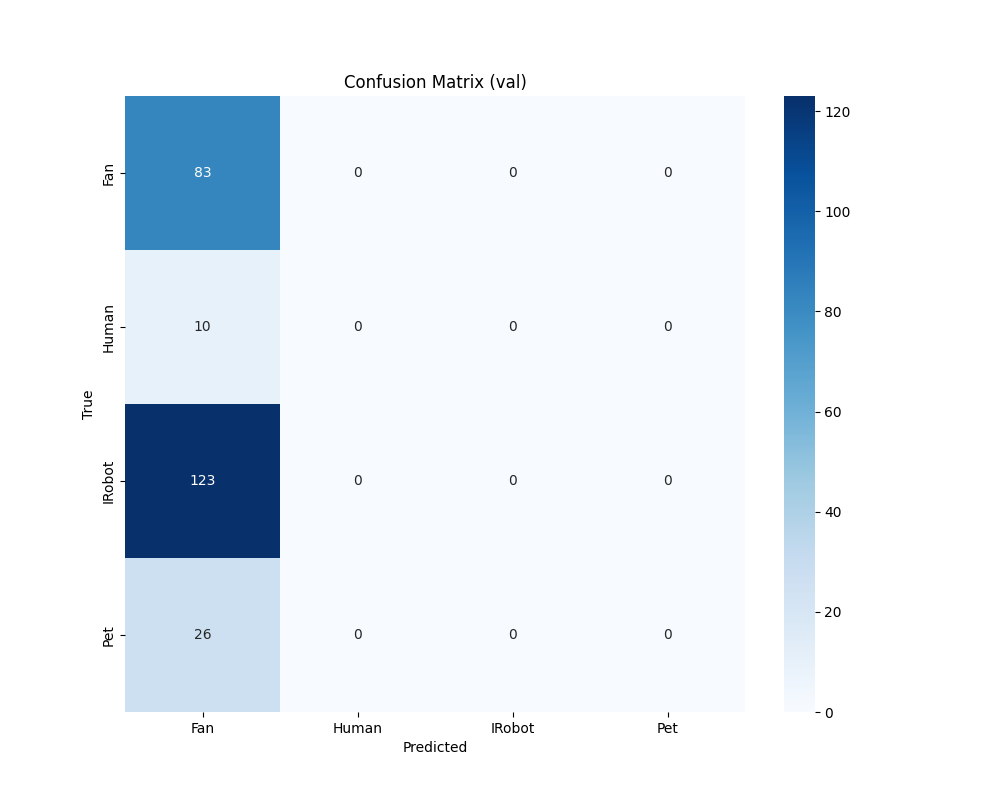 Confusion Matrix (val)
True
Fan 83 0 0 0
Human 10 0 0 0
IRobot 123 0 0 0
Pet 26 0 0 0
Fan Human IRobot Pet
Predicted
120
100
80
60
40
20
0